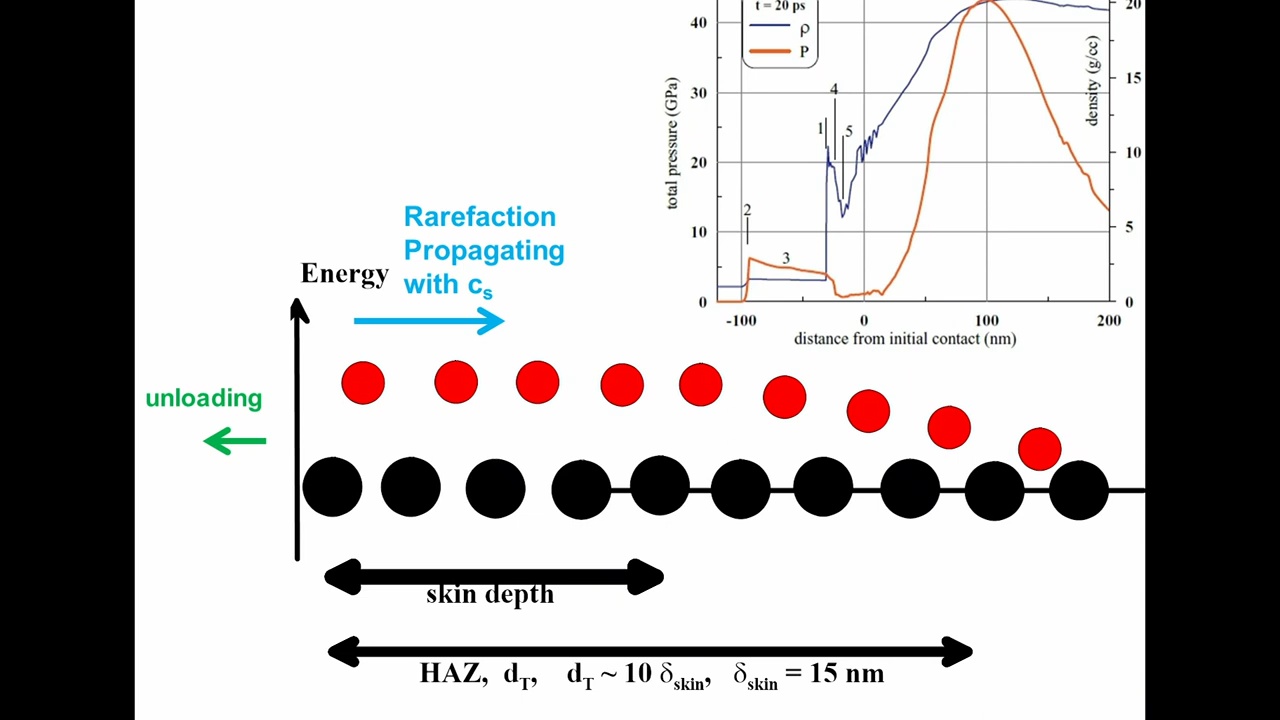 t = 20 ps
ρ
P
40
30
20
10
0
total pressure (GPa)
20
15
10
5
0
density (g/cc)
1
4
5
2
3
-100
0
100
200
distance from initial contact (nm)
Rarefaction
Propagating
with cs
Energy
unloading
skin depth
HAZ, dT, dT ~ 10 δskin, δskin = 15 nm